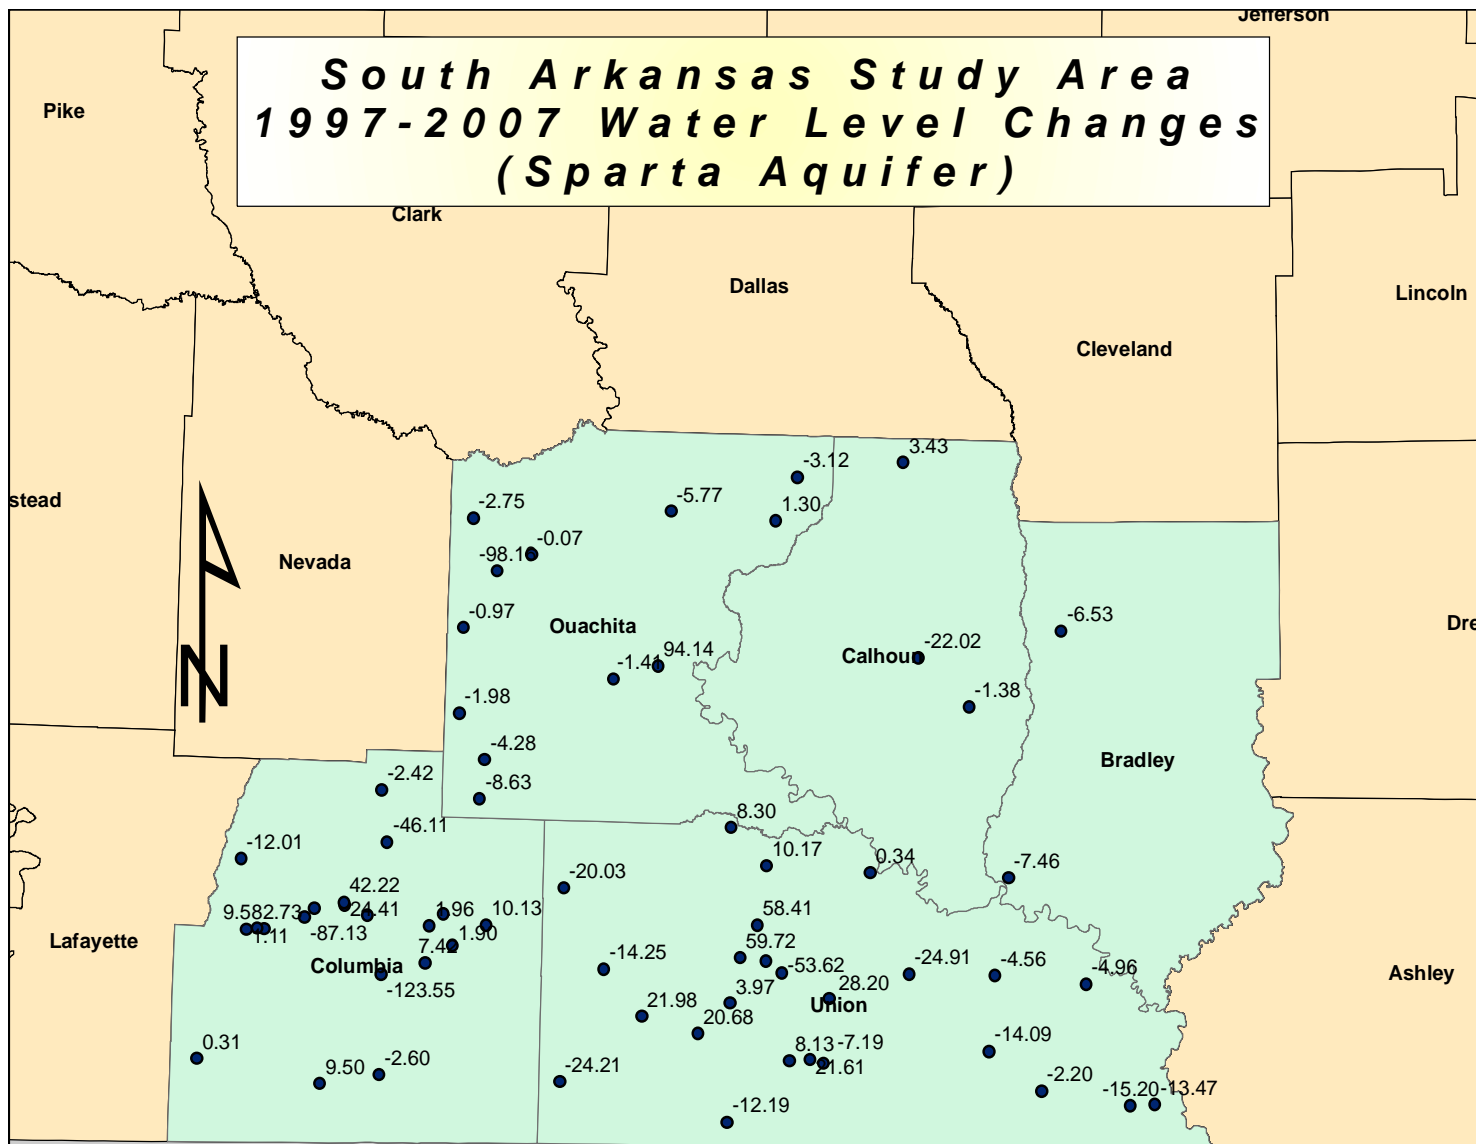 Jefferson
South Arkansas Study Area
1997-2007 Water Level Changes
(Sparta Aquifer)
Pike
Clark
Dallas
Lincoln
Cleveland
-3.12
3.43
stead
-2.75
-5.77
1.30
-0.07
Nevada
-98.1
-0.97
Ouachita
-6.53
Dre
-22.02
94.14
-1.41
Calhoun
-1.98
-1.38
-4.28
Bradley
-2.42
-8.63
8.30
-46.11
-12.01
10.17
0.34
-20.03
-7.46
42.22
9.58
2.73
-24.41
1.96
10.13
58.41
1.11
-87.13
1.90
Lafayette
7.42
59.72
-14.25
Columbia
-53.62
-24.91
-4.56
-4.96
Ashley
-123.55
3.97
28.20
21.98
Union
20.68
0.31
8.13
-7.19
-14.09
21.61
9.50
-2.60
-24.21
-2.20
-15.20
-13.47
-12.19
N